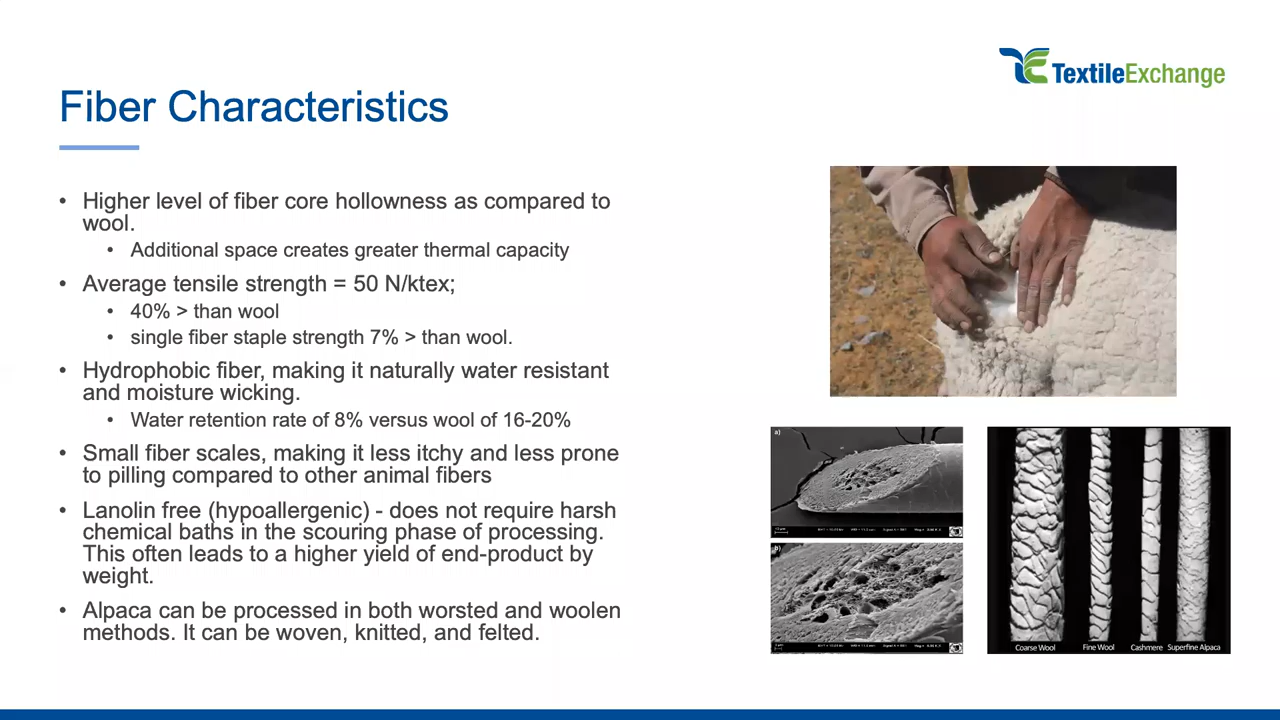 TextileExchange
Fiber Characteristics
• Higher level of fiber core hollowness as compared to
wool.
• Additional space creates greater thermal capacity
• Average tensile strength = 50 N/ktex;
• 40% > than wool
• single fiber staple strength 7% > than wool.
• Hydrophobic fiber, making it naturally water resistant
and moisture wicking.
• Water retention rate of 8% versus wool of 16-20%
• Small fiber scales, making it less itchy and less prone
to pilling compared to other animal fibers
• Lanolin free (hypoallergenic) - does not require harsh
chemical baths in the scouring phase of processing.
This often leads to a higher yield of end-product by
weight.
• Alpaca can be processed in both worsted and woolen
methods. It can be woven, knitted, and felted.
a)
b)
Coarse Wool Fine Wool Cashmere Superfine Alpaca